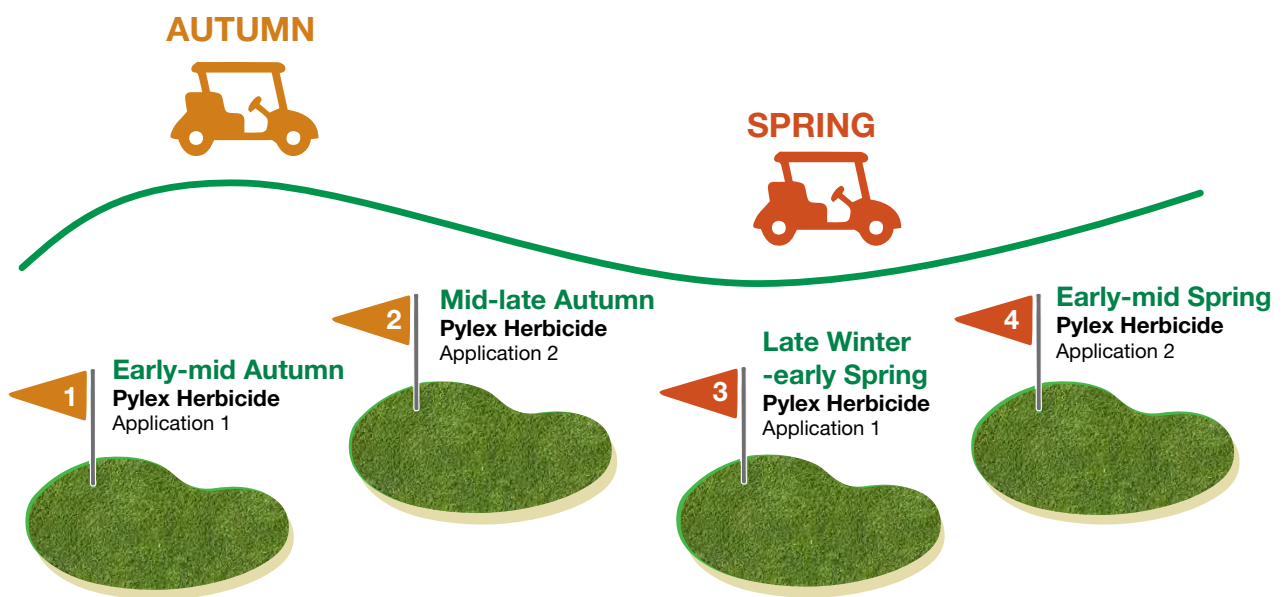 AUTUMN
SPRING
1
Early-mid Autumn
Pylex Herbicide
Application 1
2
Mid-late Autumn
Pylex Herbicide
Application 2
3
Late Winter
-early Spring
Pylex Herbicide
Application 1
4
Early-mid Spring
Pylex Herbicide
Application 2